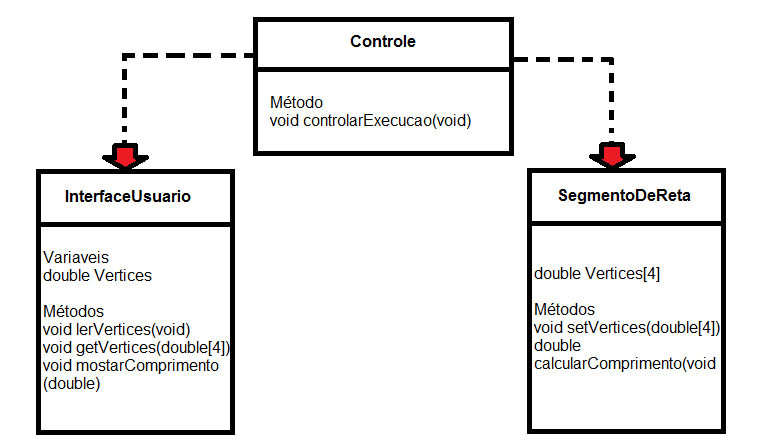 Controle
Método
void controlarExecucao(void)
InterfaceUsuario
Variaveis
double Vertices
Métodos
void lerVertices(void)
void getVertices(double[4])
void mostarComprimento
(double)
SegmentoDeReta
double Vertices[4]
Métodos
void setVertices(double[4])
double
calcularComprimento(void